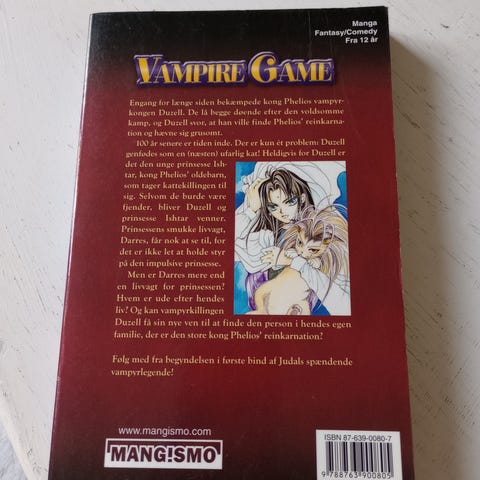 Manga
Fantasy/Comedy
Fra 12 år
VAMPIRE GAME
Engang for længe siden bekæmpede kong Phelios vampyr-
kongen Duzell. De lå begge døende efter den voldsomme
kamp, og Duzell svor, at han ville finde Phelios' reinkarna-
tion og hævne sig grusomt.
100 år senere er tiden inde. Der er kun ét problem: Duzell
genfødes som en (næsten) ufarlig kat! Heldigvis for Duzell er
det den unge prinsesse Ish-
tar, kong Phelios' oldebarn,
som tager kattekillingen til
sig. Selvom de burde være
fjender, bliver Duzell og
prinsesse Ishtar venner.
Prinsessens smukke livvagt,
Darres, får nok at se til, for
det er ikke let at holde styr
på den impulsive prinsesse.
Men er Darres mere end
en livvagt for prinsessen?
Hvem er ude efter hendes
liv? Og kan vampyrkillingen
Duzell få sin nye ven til at finde den person i hendes egen
familie, der er den store kong Phelios' reinkarnation?
Følg med fra begyndelsen i første bind af Judals spændende
vampyrlegende!
www.mangismo.com
MANG!SMO
ISBN 87-639-0080-7
9 788763 900805